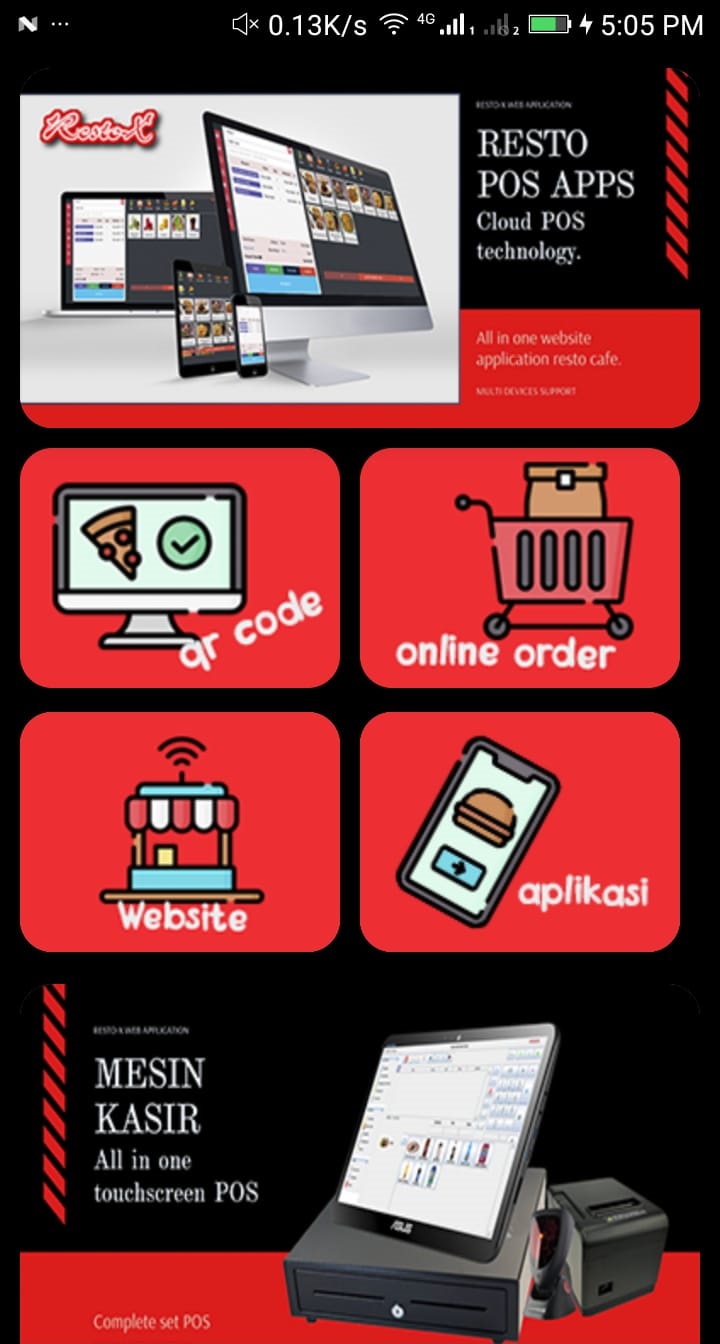 0.13K/s 4G 1 2 5:05 PM
RestoX
RESTO-X WEB APPLICATION
RESTO
POS APPS
Cloud POS
technology.
All in one website
application resto cafe.
MULTI DEVICES SUPPORT
qr code
online order
Website
aplikasi
RESTO-X WEB APPLICATION
MESIN
KASIR
All in one
touchscreen POS
ASUS
Complete set POS